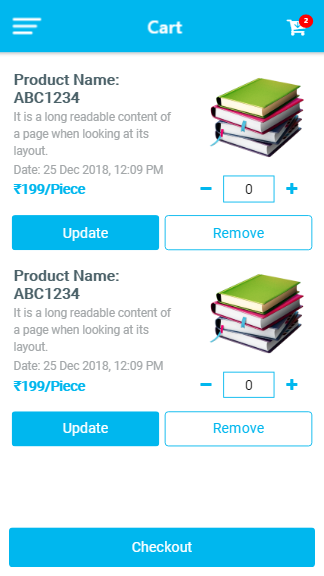 Cart
2
Product Name:
ABC1234
It is a long readable content of
a page when looking at its
layout.
Date: 25 Dec 2018, 12:09 PM
₹199/Piece
0
Update
Remove
Product Name:
ABC1234
It is a long readable content of
a page when looking at its
layout.
Date: 25 Dec 2018, 12:09 PM
₹199/Piece
0
Update
Remove
Checkout